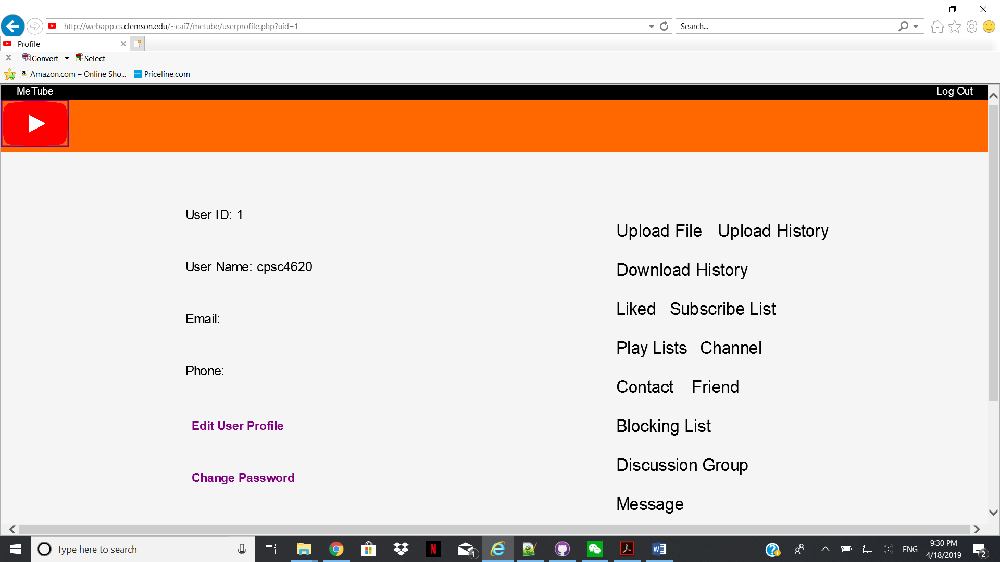 http://webapp.cs.clemson.edu/~cai7/metube/userprofile.php?uid=1
Search...
Profile
Convert Select
Amazon.com – Online Sho... Priceline.com
MeTube Log Out
User ID: 1
Upload File Upload History
User Name: cpsc4620
Download History
Liked Subscribe List
Email:
Play Lists Channel
Phone:
Contact Friend
Edit User Profile
Blocking List
Discussion Group
Change Password
Message
Type here to search
1
ENG
9:30 PM
4/18/2019
2